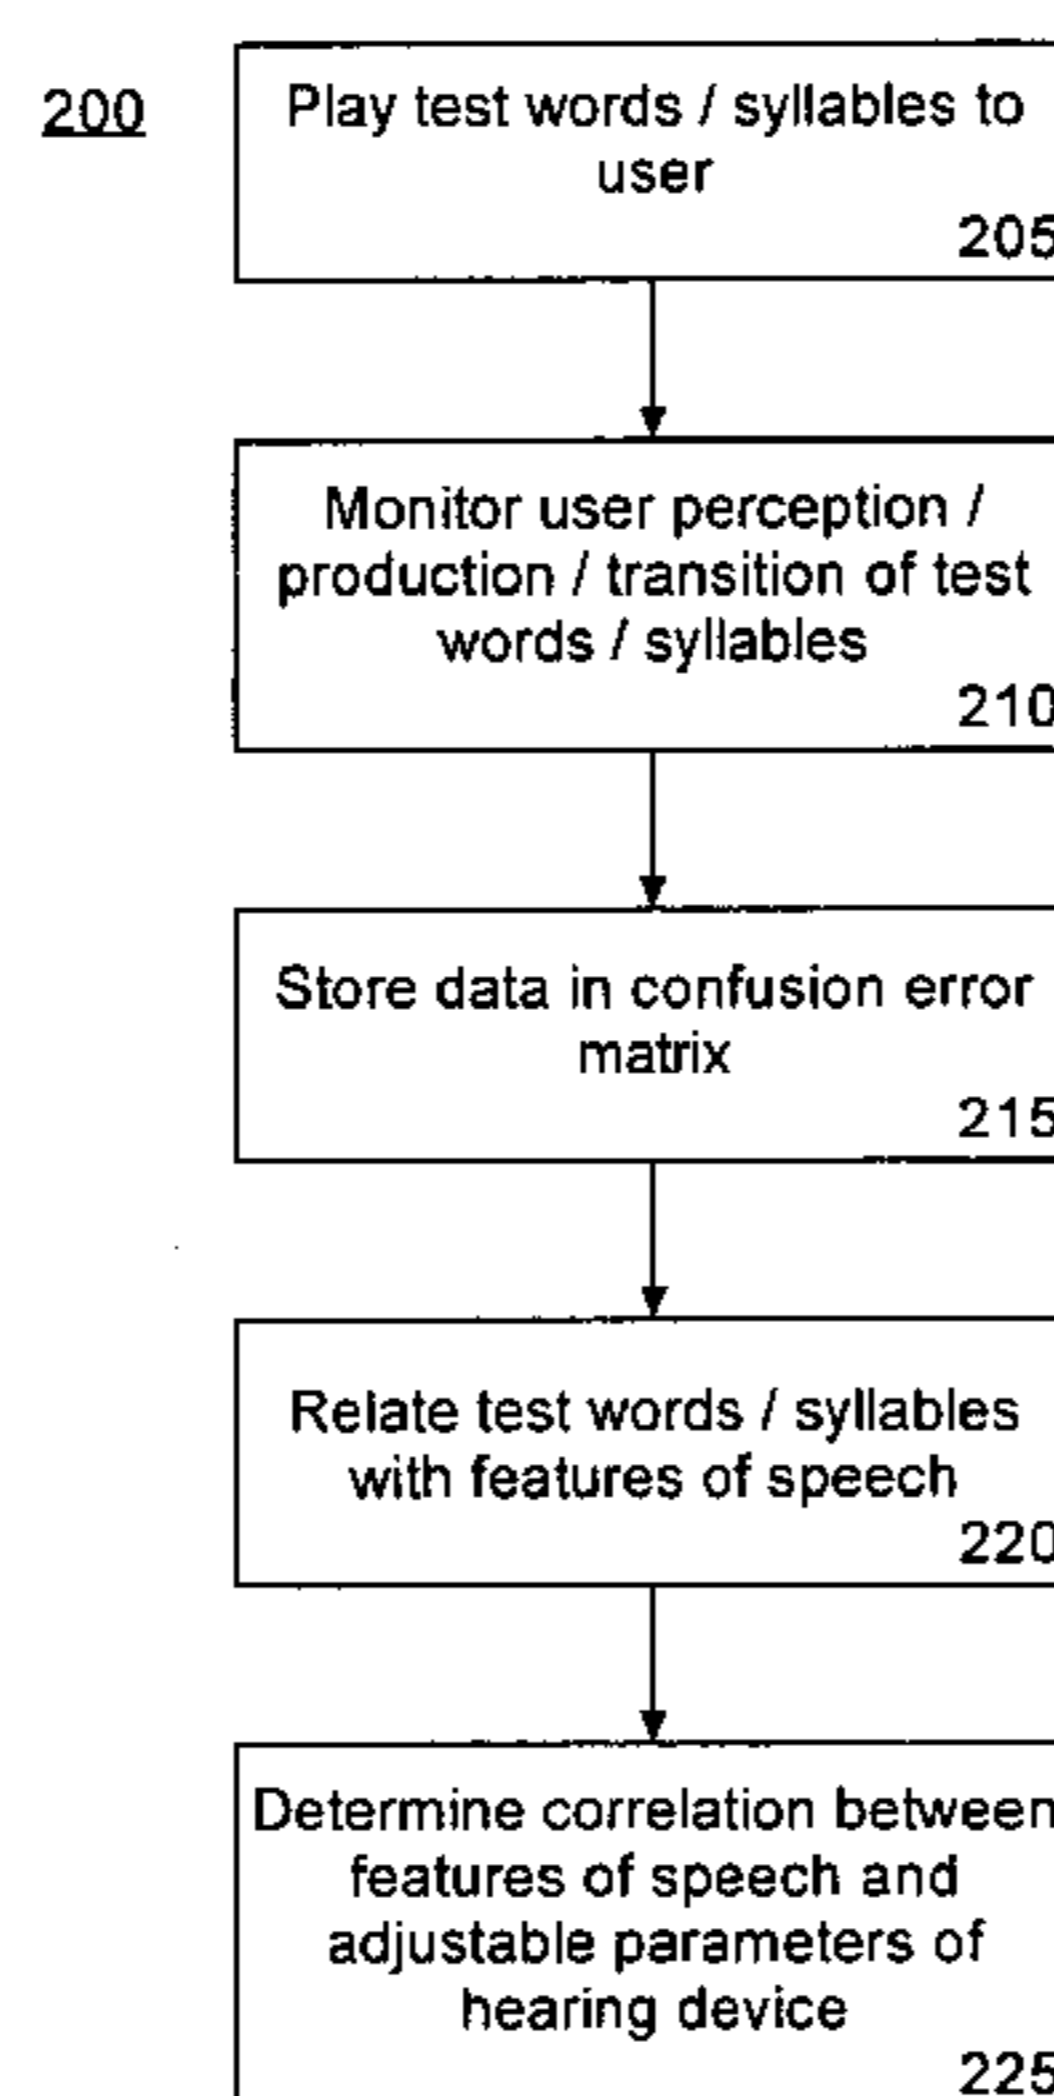 200
Play test words / syllables to
user
205
Monitor user perception /
production / transition of test
words / syllables
210
Store data in confusion error
matrix
215
Relate test words / syllables
with features of speech
220
Determine correlation between
features of speech and
adjustable parameters of
hearing device
225